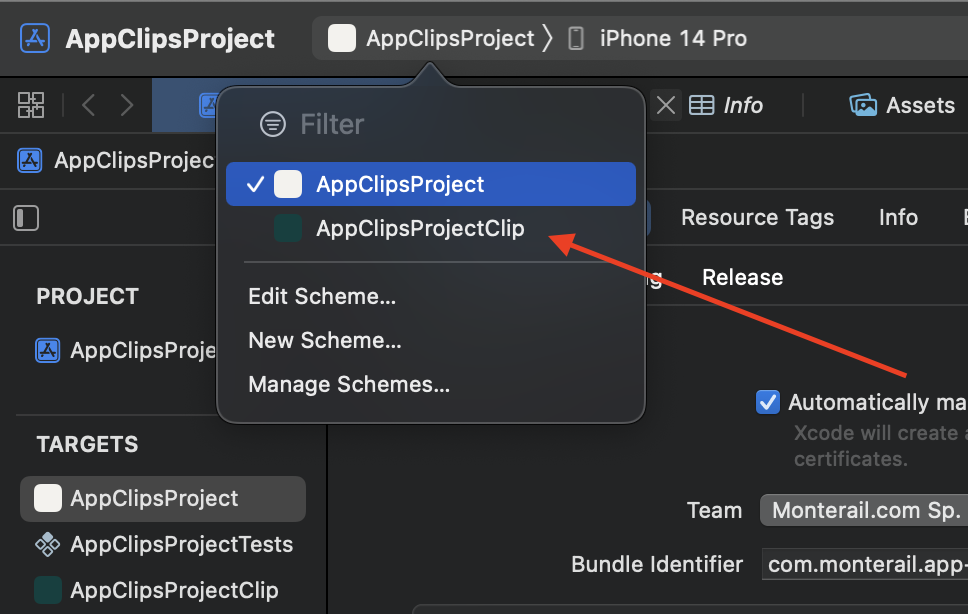 AppClipsProject
AppClipsProject
iPhone 14 Pro
Filter
Info
Assets
AppClipsProjec
AppClipsProject
AppClipsProjectClip
Resource Tags
Info
Edit Scheme...
New Scheme...
Manage Schemes...
Release
PROJECT
AppClipsProje
Automatically ma
Xcode will create a
certificates.
TARGETS
AppClipsProject
AppClipsProjectTests
AppClipsProjectClip
Team
Monterail.com Sp.
Bundle Identifier
com.monterail.app-